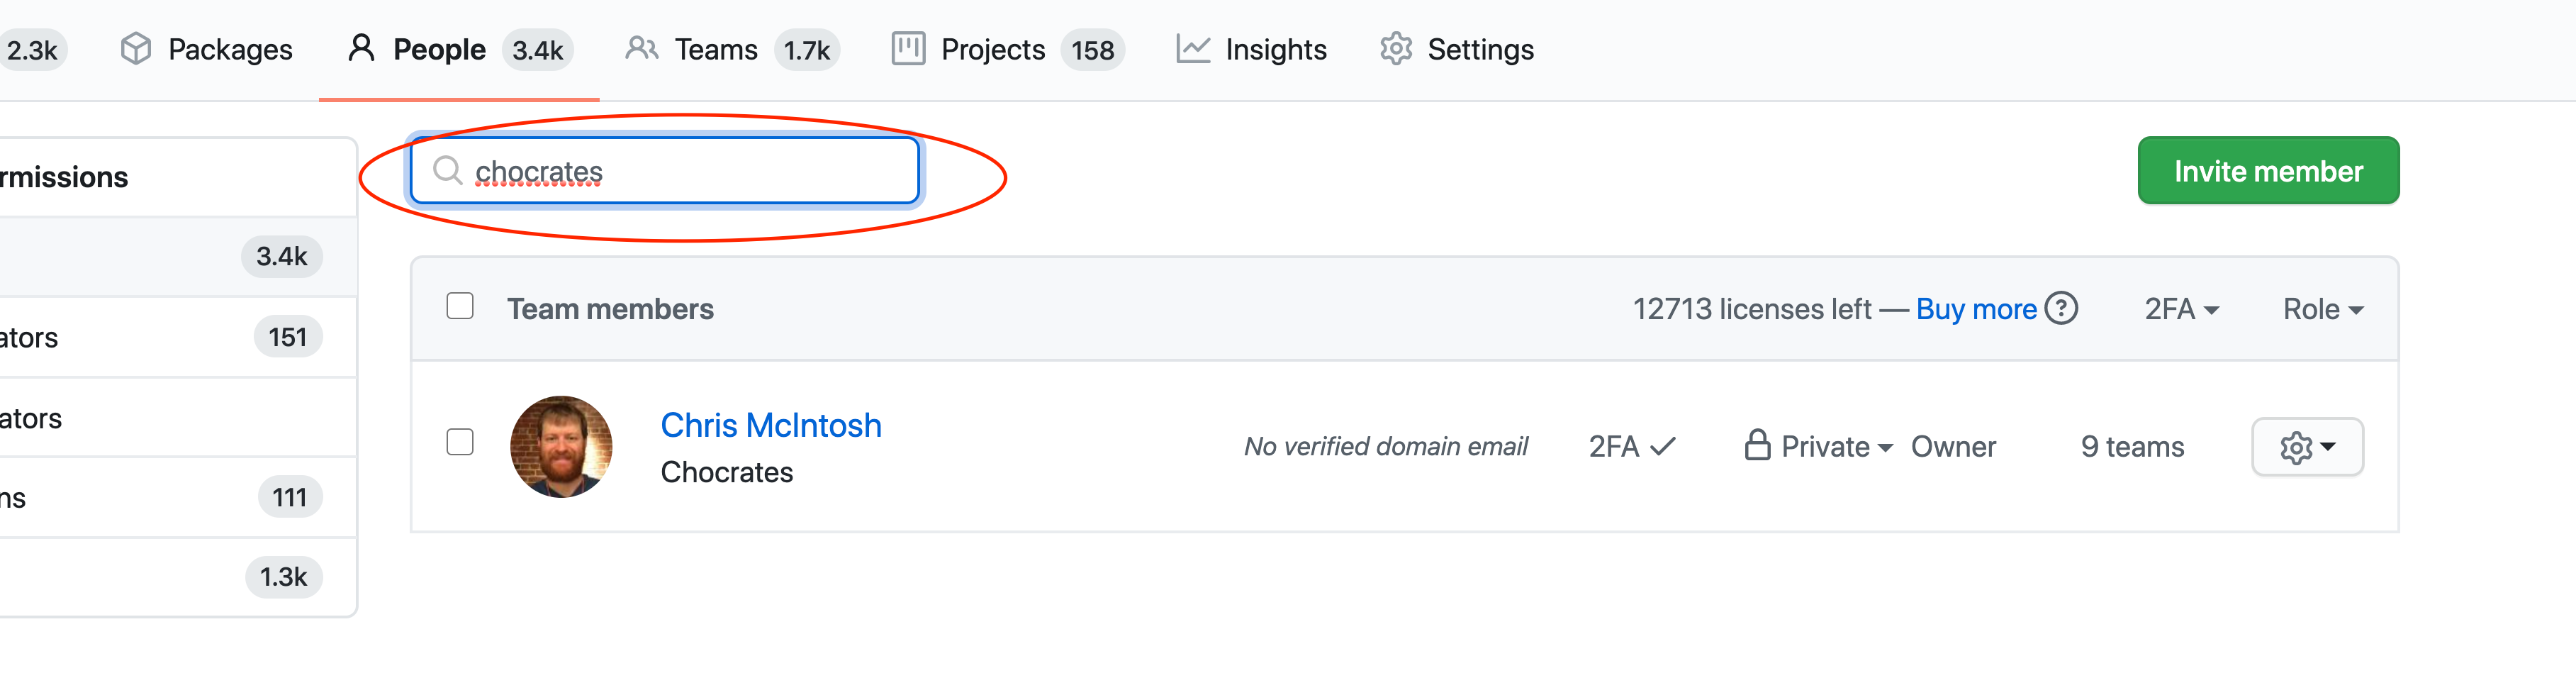 2.3k Packages People 3.4k Teams 1.7k Projects 158 Insights Settings
chocrates
Invite member
rmissions
3.4k
ators 151
ators
ns 111
1.3k
Team members 12713 licenses left — Buy more ? 2FA Role
Chris McIntosh
Chocrates
No verified domain email 2FA Private Owner 9 teams